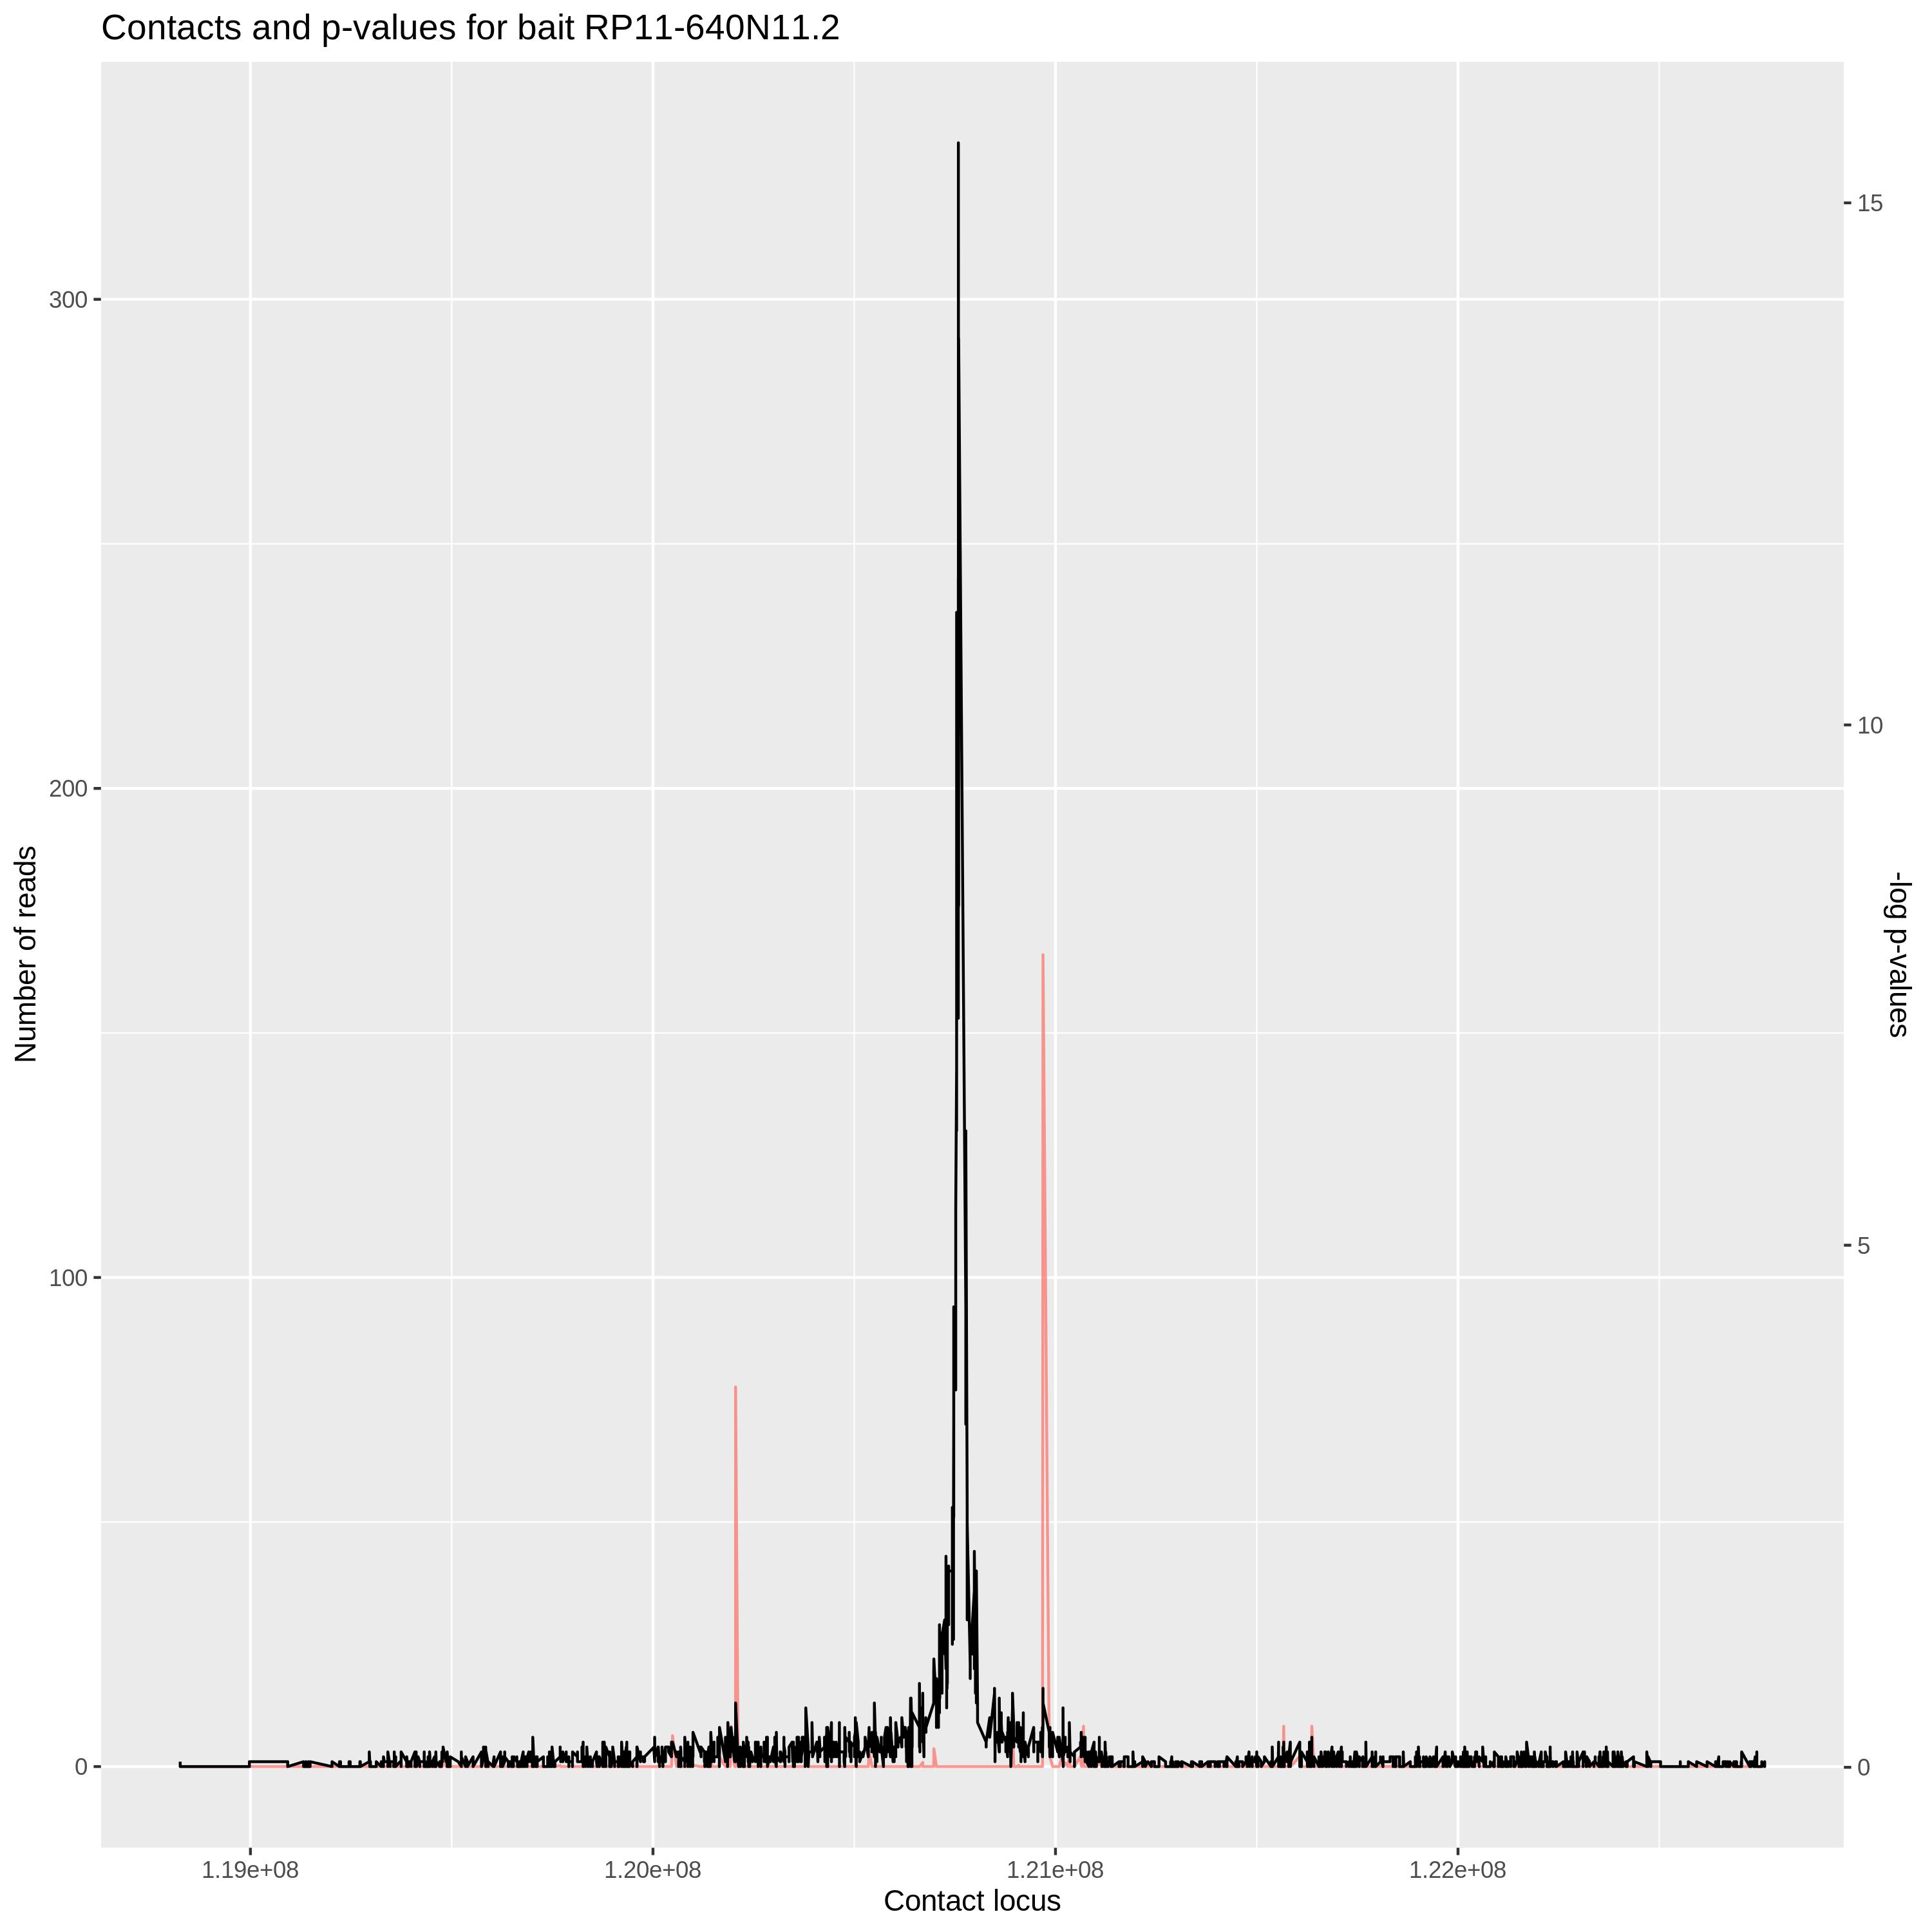 Contacts and p-values for bait RP11-640N11.2
300
200
100
0
Number of reads
15
10
5
0
-log p-values
1.19e+08
1.20e+08
1.21e+08
1.22e+08
Contact locus